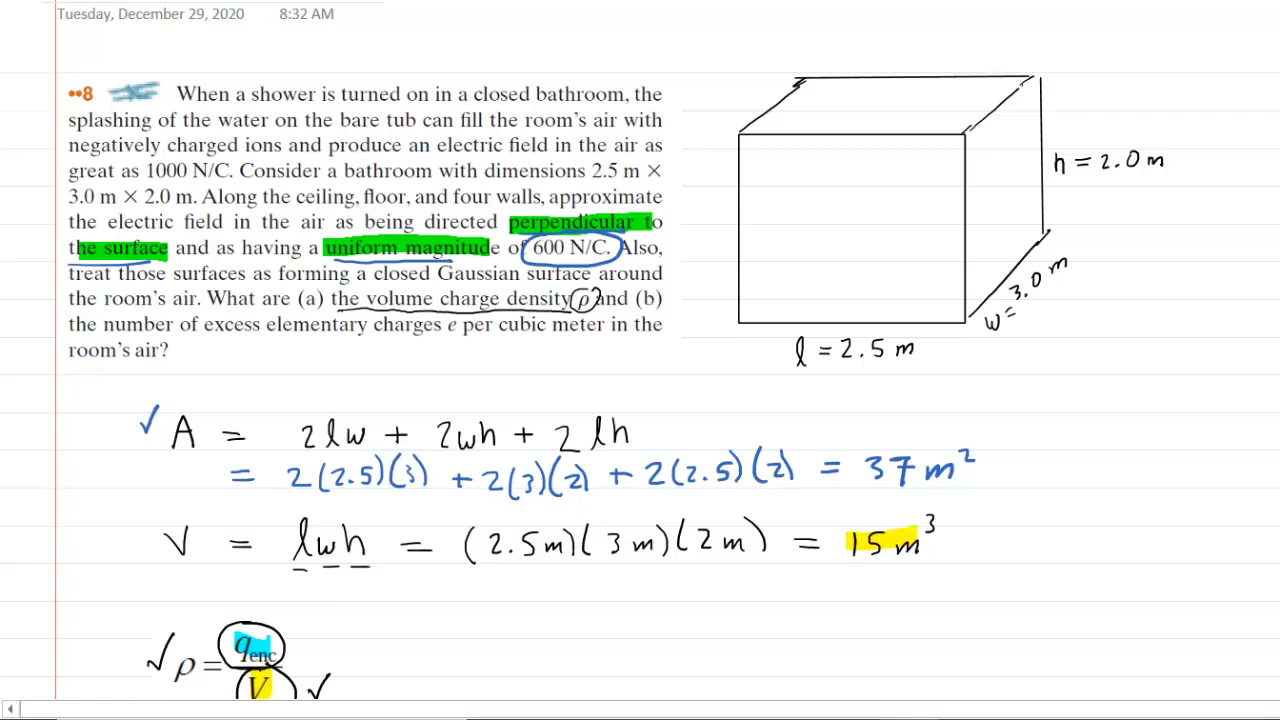 Tuesday, December 29, 2020 8:32 AM
••8 When a shower is turned on in a closed bathroom, the
splashing of the water on the bare tub can fill the room's air with
negatively charged ions and produce an electric field in the air as
great as 1000 N/C. Consider a bathroom with dimensions 2.5 m ×
3.0 m × 2.0 m. Along the ceiling, floor, and four walls, approximate
the electric field in the air as being directed perpendicular to
the surface and as having a uniform magnitude of 600 N/C. Also,
treat those surfaces as forming a closed Gaussian surface around
the room's air. What are (a) the volume charge density ρ and (b)
the number of excess elementary charges e per cubic meter in the
room's air?
h = 2.0 m
w = 3.0 m
l = 2.5 m
✓ A = 2lw + 2wh + 2lh
= 2(2.5)(3) + 2(3)(2) + 2(2.5)(2) = 37 m²
V = lwh = (2.5m)(3m)(2m) = 15 m³
✓ ρ = q_enc
V ✓